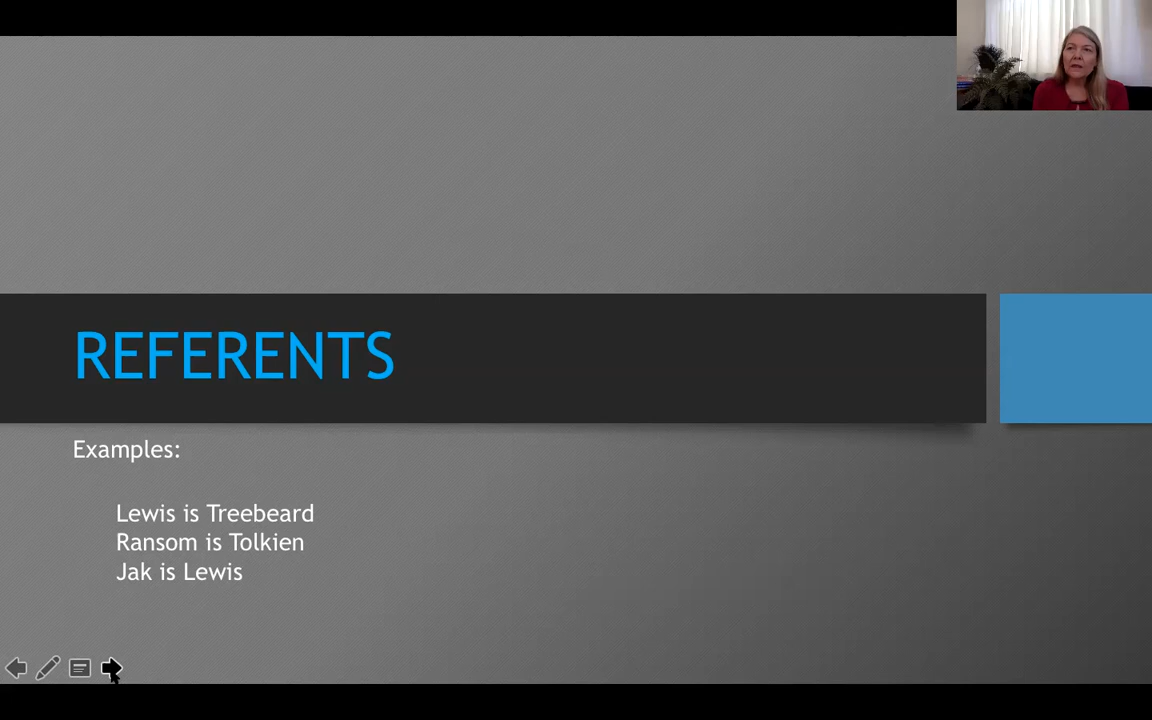 REFERENTS
Examples:
Lewis is Treebeard
Ransom is Tolkien
Jak is Lewis